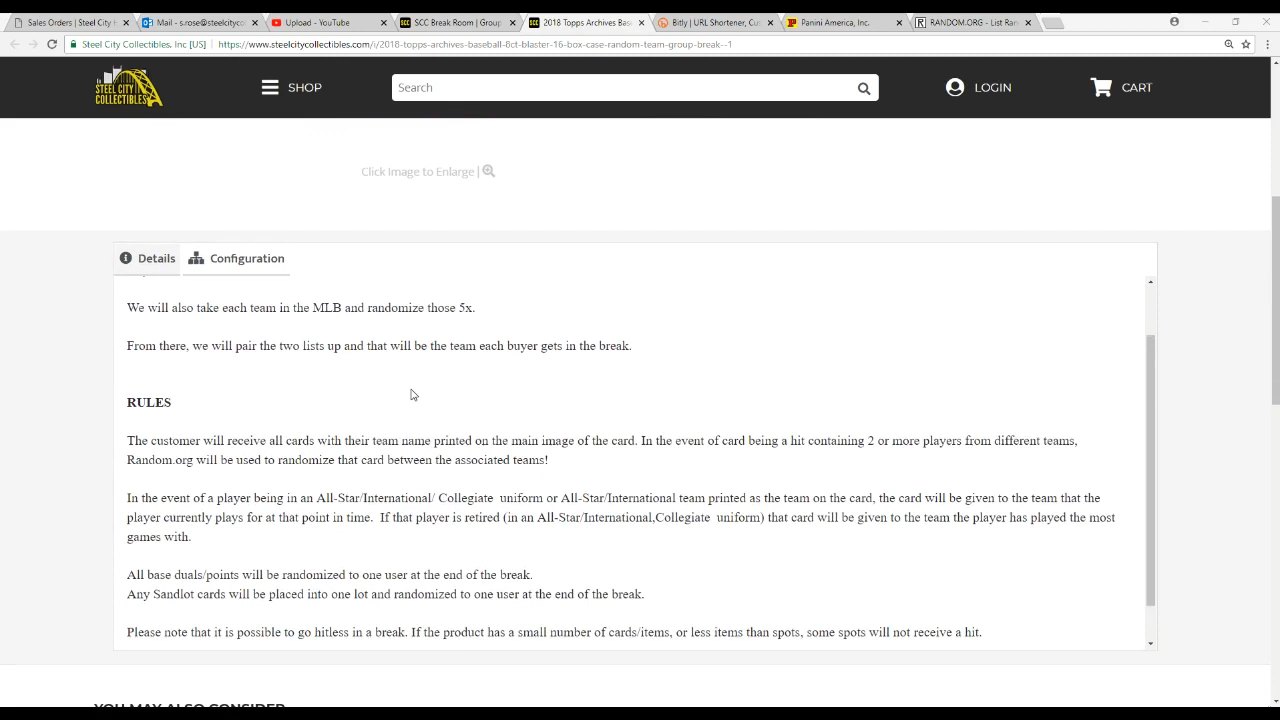 Sales Orders | Steel City H
Mail - s.rose@steelcityco
Upload - YouTube
SCC Break Room | Group
2018 Topps Archives Bas
Bitly | URL Shortener, Cus
Panini America, Inc.
RANDOM.ORG - List Ran
Steel City Collectibles, Inc [US] | https://www.steelcitycollectibles.com/i/2018-topps-archives-baseball-8ct-blaster-16-box-case-random-team-group-break--1
STEEL CITY
COLLECTIBLES
SHOP
Search
LOGIN
CART
Click Image to Enlarge |
Details
Configuration
We will also take each team in the MLB and randomize those 5x.
From there, we will pair the two lists up and that will be the team each buyer gets in the break.
RULES
The customer will receive all cards with their team name printed on the main image of the card. In the event of card being a hit containing 2 or more players from different teams,
Random.org will be used to randomize that card between the associated teams!
In the event of a player being in an All-Star/International/ Collegiate uniform or All-Star/International team printed as the team on the card, the card will be given to the team that the
player currently plays for at that point in time. If that player is retired (in an All-Star/International,Collegiate uniform) that card will be given to the team the player has played the most
games with.
All base duals/points will be randomized to one user at the end of the break.
Any Sandlot cards will be placed into one lot and randomized to one user at the end of the break.
Please note that it is possible to go hitless in a break. If the product has a small number of cards/items, or less items than spots, some spots will not receive a hit.
YOU MAY ALSO CONSIDER